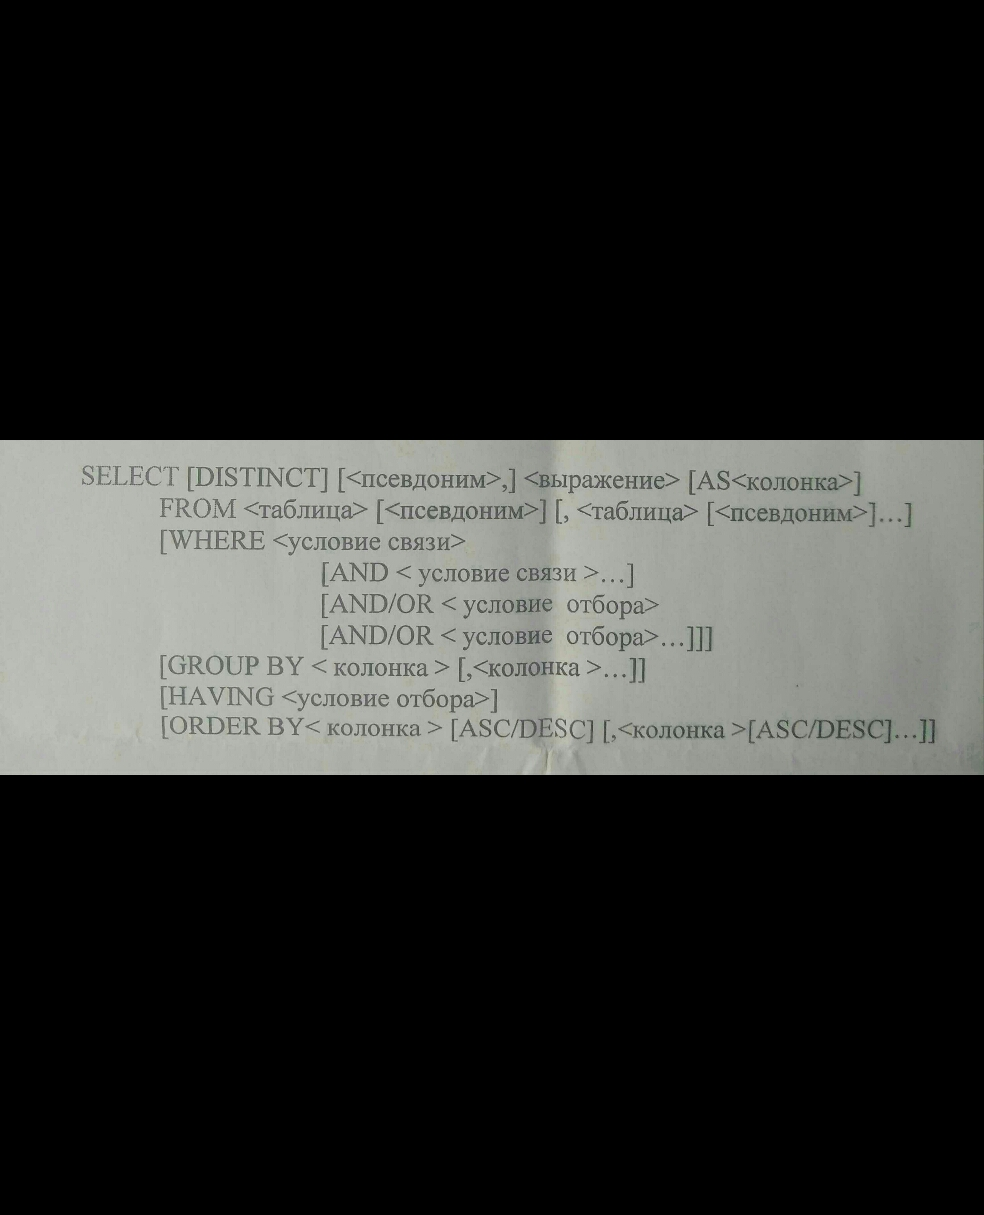 SELECT [DISTINCT] [<псевдоним>,] <выражение> [AS<колонка>]
FROM <таблица> [<псевдоним>] [, <таблица> [<псевдоним>]…]
[WHERE <условие связи>
[AND < условие связи >…]
[AND/OR < условие отбора>
[AND/OR < условие отбора>…]]]
[GROUP BY < колонка > [,<колонка >…]]
[HAVING <условие отбора>]
[ORDER BY< колонка > [ASC/DESC] [,<колонка >[ASC/DESC]…]]